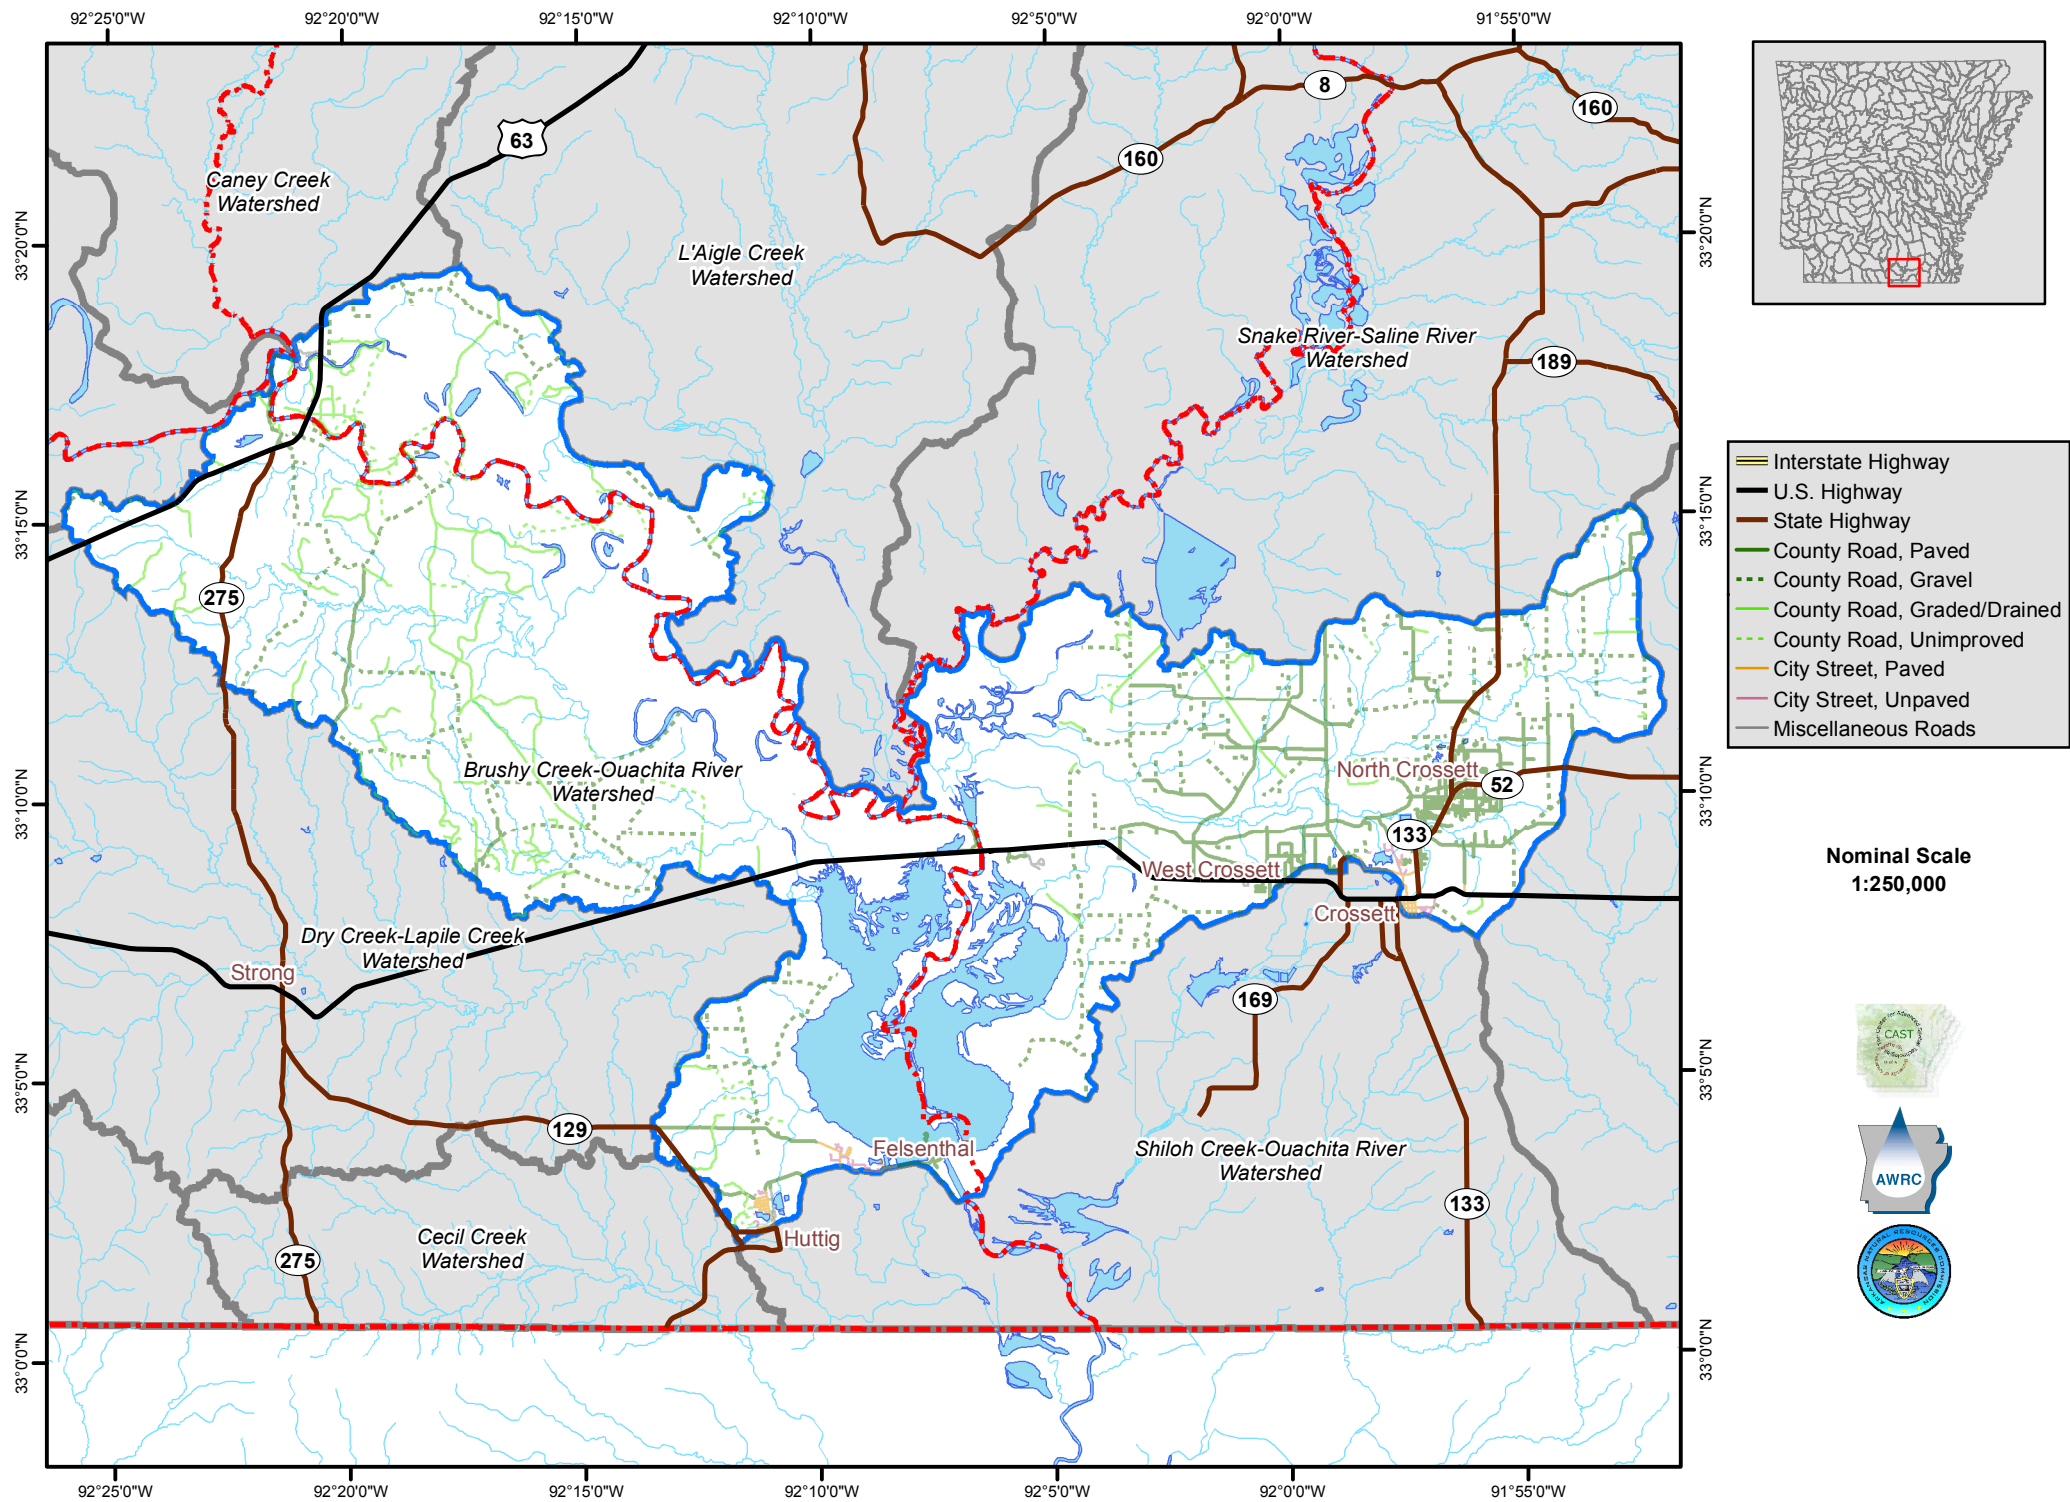 92°25'0"W
92°20'0"W
92°15'0"W
92°10'0"W
92°5'0"W
92°0'0"W
91°55'0"W
8
160
63
160
Caney Creek
Watershed
33°20'0"N
33°20'0"N
L'Aigle Creek
Watershed
Snake River-Saline River
Watershed
189
Interstate Highway
U.S. Highway
State Highway
County Road, Paved
County Road, Gravel
County Road, Graded/Drained
County Road, Unimproved
City Street, Paved
City Street, Unpaved
Miscellaneous Roads
33°15'0"N
33°15'0"N
275
Brushy Creek-Ouachita River
Watershed
North Crossett
52
33°10'0"N
33°10'0"N
133
West Crossett
Nominal Scale
1:250,000
Crossett
Dry Creek-Lapile Creek
Watershed
Strong
169
CAST
33°5'0"N
33°5'0"N
129
Felsenthal
Shiloh Creek-Ouachita River
Watershed
AWRC
133
Cecil Creek
Watershed
Huttig
275
ARKANSAS NATURAL RESOURCES COMMISSION
33°0'0"N
33°0'0"N
92°25'0"W
92°20'0"W
92°15'0"W
92°10'0"W
92°5'0"W
92°0'0"W
91°55'0"W